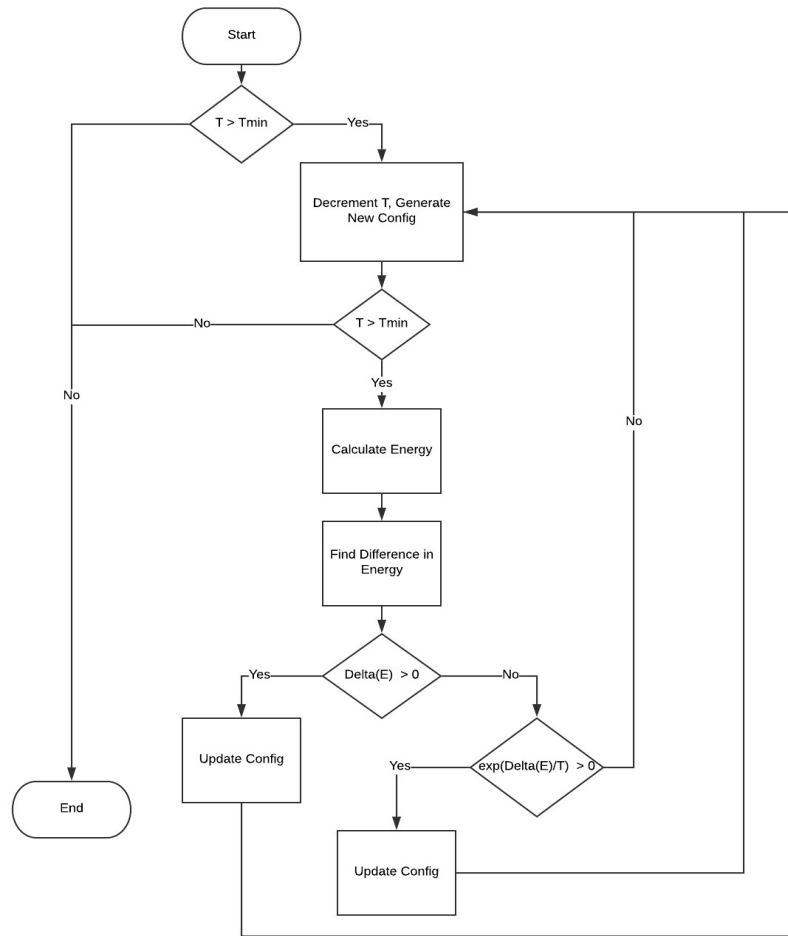 Start
T > Tmin
Yes
Decrement T, Generate
New Config
T > Tmin
No
Yes
No
No
Calculate Energy
Find Difference in
Energy
Delta(E) > 0
Yes
No
Update Config
exp(Delta(E)/T) > 0
Yes
End
Update Config